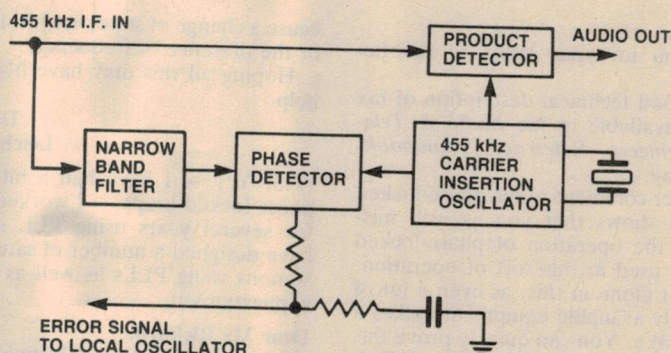 455 kHz I.F. IN
PRODUCT
DETECTOR
AUDIO OUT
NARROW
BAND
FILTER
PHASE
DETECTOR
455 kHz
CARRIER
INSERTION
OSCILLATOR
ERROR SIGNAL
TO LOCAL OSCILLATOR